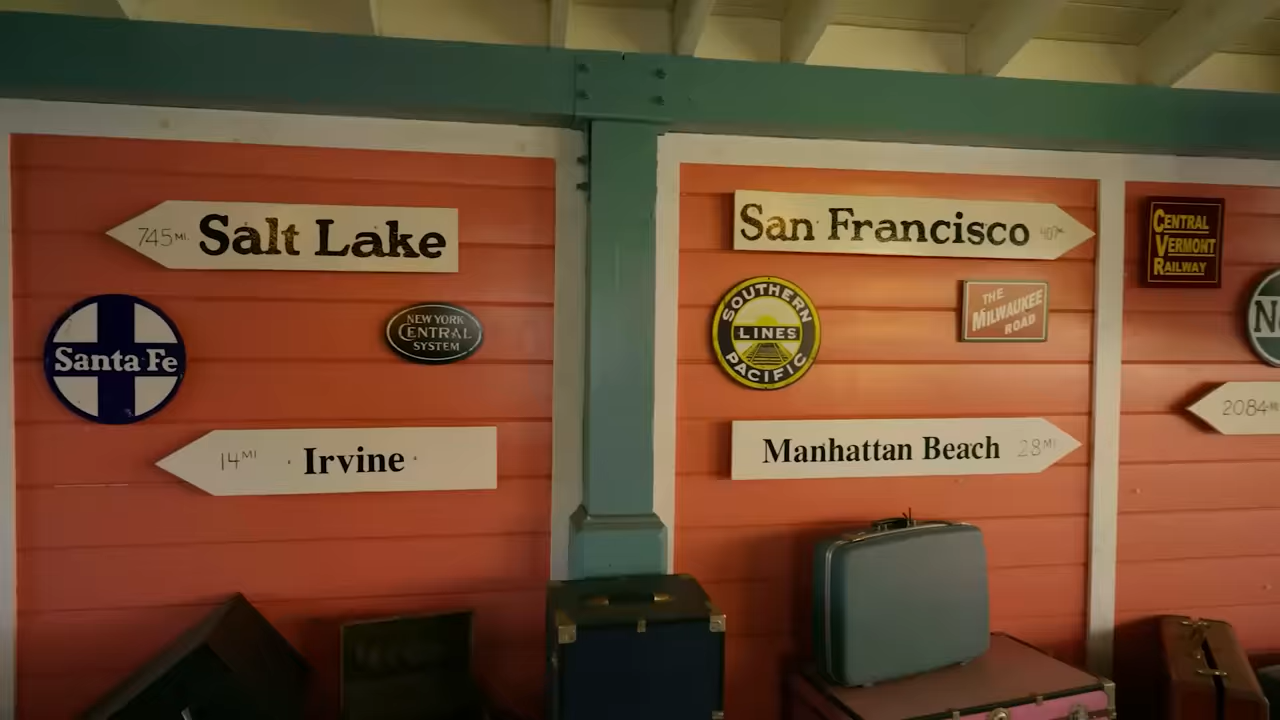 745 MI. Salt Lake
Santa Fe
NEW YORK
CENTRAL
SYSTEM
14 MI Irvine
San Francisco
SOUTHERN
LINES
PACIFIC
THE
MILWAUKEE
ROAD
Manhattan Beach 28 MI
CENTRAL
VERMONT
RAILWAY
2084 MI